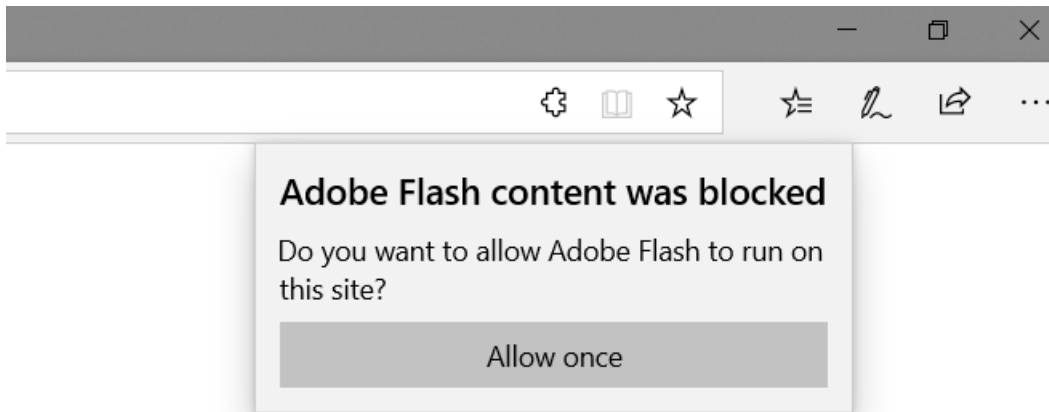 Adobe Flash content was blocked
Do you want to allow Adobe Flash to run on
this site?
Allow once